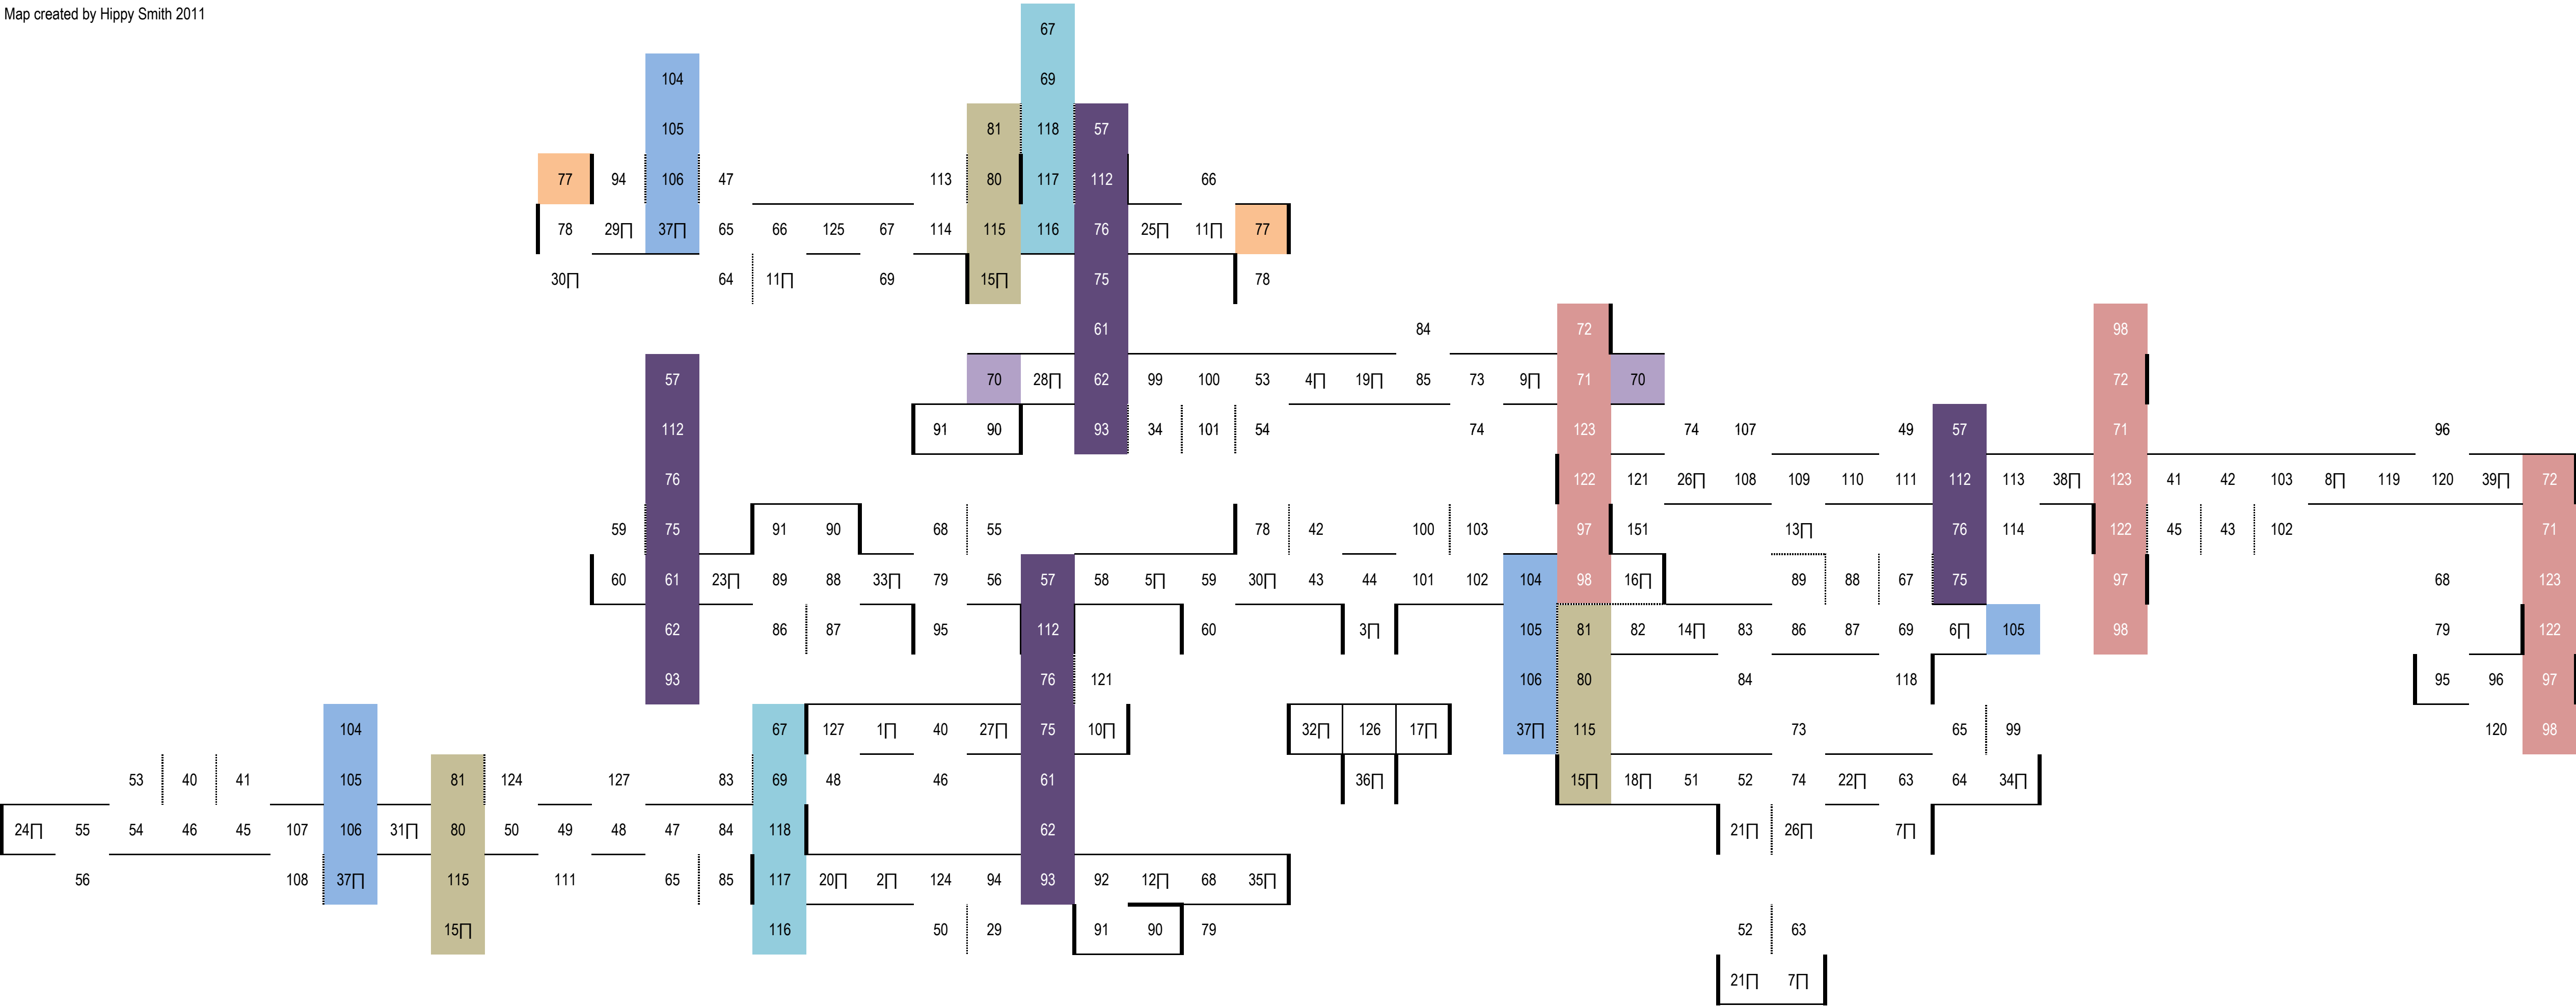 Map created by Hippy Smith 2011
67
104 69
105 81 118 57
77 94 106 47 113 80 117 112 66
78 29∏ 37∏ 65 66 125 67 114 115 116 76 25∏ 11∏ 77
30∏ 64 11∏ 69 15∏ 75 78
61 84 72 98
57 70 28∏ 62 99 100 53 4∏ 19∏ 85 73 9∏ 71 70 72
112 91 90 93 34 101 54 74 123 74 107 49 57 71 96
76 122 121 26∏ 108 109 110 111 112 113 38∏ 123 41 42 103 8∏ 119 120 39∏ 72
59 75 91 90 68 55 78 42 100 103 97 151 13∏ 76 114 122 45 43 102 71
60 61 23∏ 89 88 33∏ 79 56 57 58 5∏ 59 30∏ 43 44 101 102 104 98 16∏ 89 88 67 75 97 68 123
62 86 87 95 112 60 3∏ 105 81 82 14∏ 83 86 87 69 6∏ 105 98 79 122
93 76 121 106 80 84 118 95 96 97
104 67 127 1∏ 40 27∏ 75 10∏ 32∏ 126 17∏ 37∏ 115 73 65 99 120 98
53 40 41 105 81 124 127 83 69 48 46 61 36∏ 15∏ 18∏ 51 52 74 22∏ 63 64 34∏
24∏ 55 54 46 45 107 106 31∏ 80 50 49 48 47 84 118 62 21∏ 26∏ 7∏
56 108 37∏ 115 111 65 85 117 20∏ 2∏ 124 94 93 92 12∏ 68 35∏
15∏ 116 50 29 91 90 79 52 63
21∏ 7∏